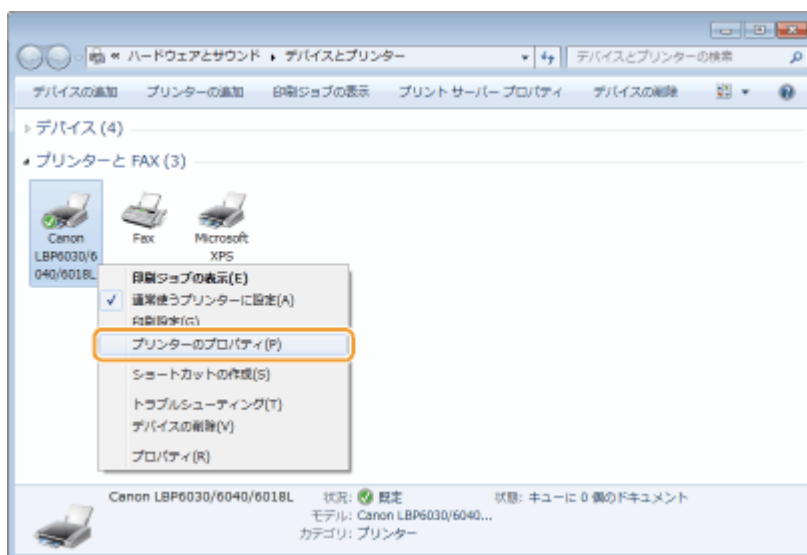 « ハードウェアとサウンド ▸ デバイスとプリンター
デバイスとプリンターの検索
デバイスの追加 プリンターの追加 印刷ジョブの表示 プリント サーバー プロパティ デバイスの削除
デバイス (4)
プリンターと FAX (3)
Canon
LBP6030/6
040/6018L
Fax
Microsoft
XPS
印刷ジョブの表示(E)
通常使うプリンターに設定(A)
印刷設定(G)
プリンターのプロパティ(P)
ショートカットの作成(S)
トラブルシューティング(T)
デバイスの削除(V)
プロパティ(R)
Canon LBP6030/6040/6018L 状況: 既定 状態: キューに 0 個のドキュメント
モデル: Canon LBP6030/6040...
カテゴリ: プリンター